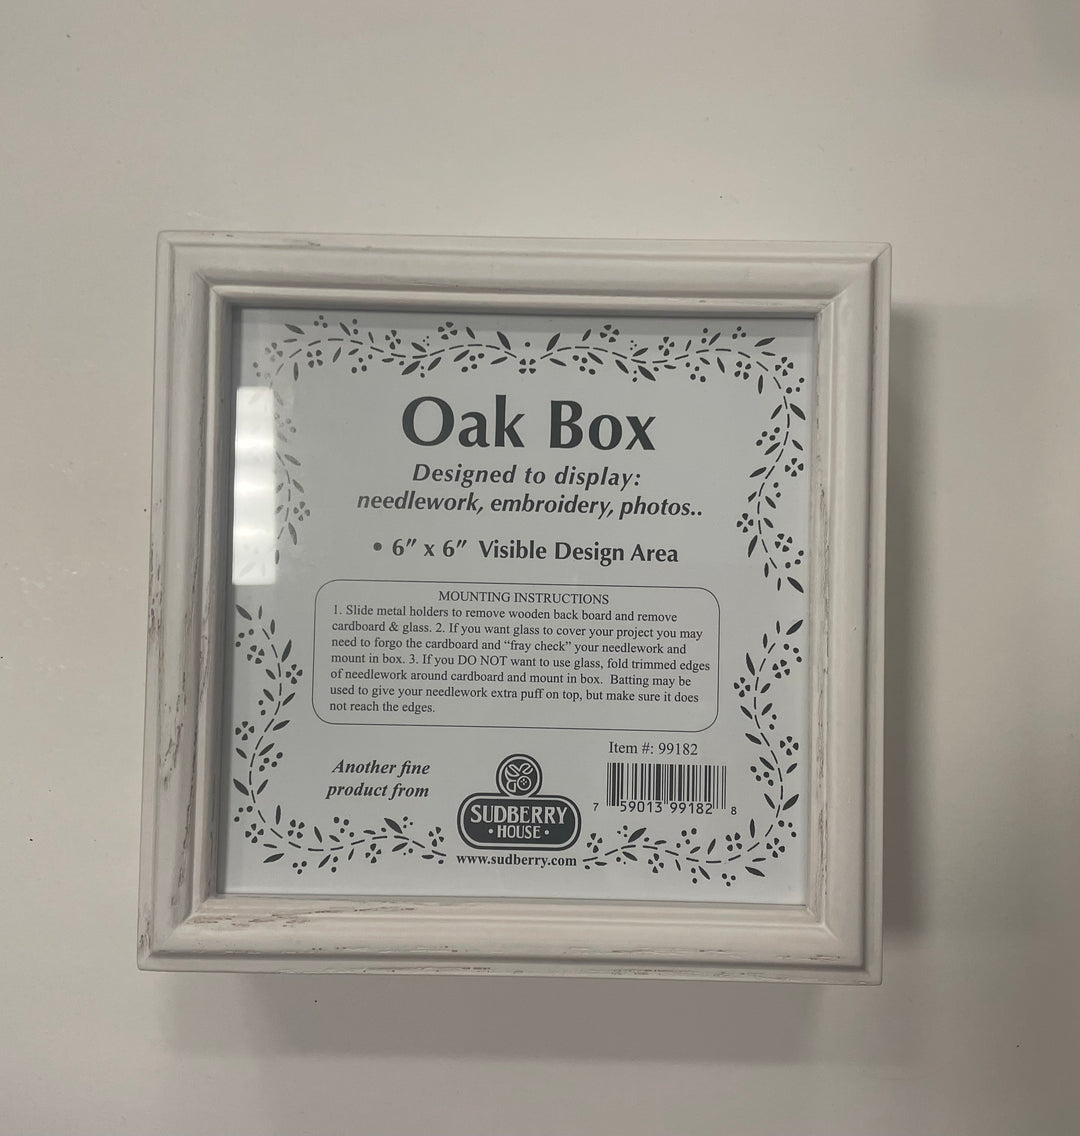 Oak Box
Designed to display:
needlework, embroidery, photos..
• 6" x 6" Visible Design Area
MOUNTING INSTRUCTIONS
1. Slide metal holders to remove wooden back board and remove
cardboard & glass. 2. If you want glass to cover your project you may
need to forgo the cardboard and “fray check” your needlework and
mount in box. 3. If you DO NOT want to use glass, fold trimmed edges
of needlework around cardboard and mount in box. Batting may be
used to give your needlework extra puff on top, but make sure it does
not reach the edges.
Another fine
product from
SUDBERRY
• HOUSE •
www.sudberry.com
Item #: 99182
7 59013 99182 8